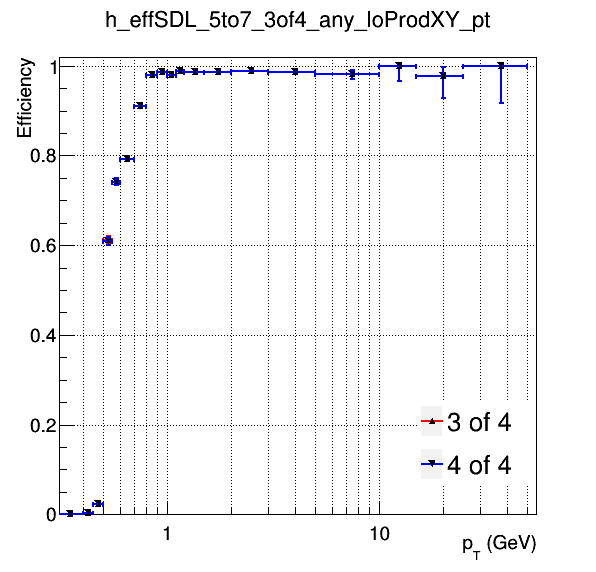 h_effSDL_5to7_3of4_any_loProdXY_pt
Efficiency
1
0.8
0.6
0.4
0.2
0
3 of 4
4 of 4
1
10
p_T (GeV)